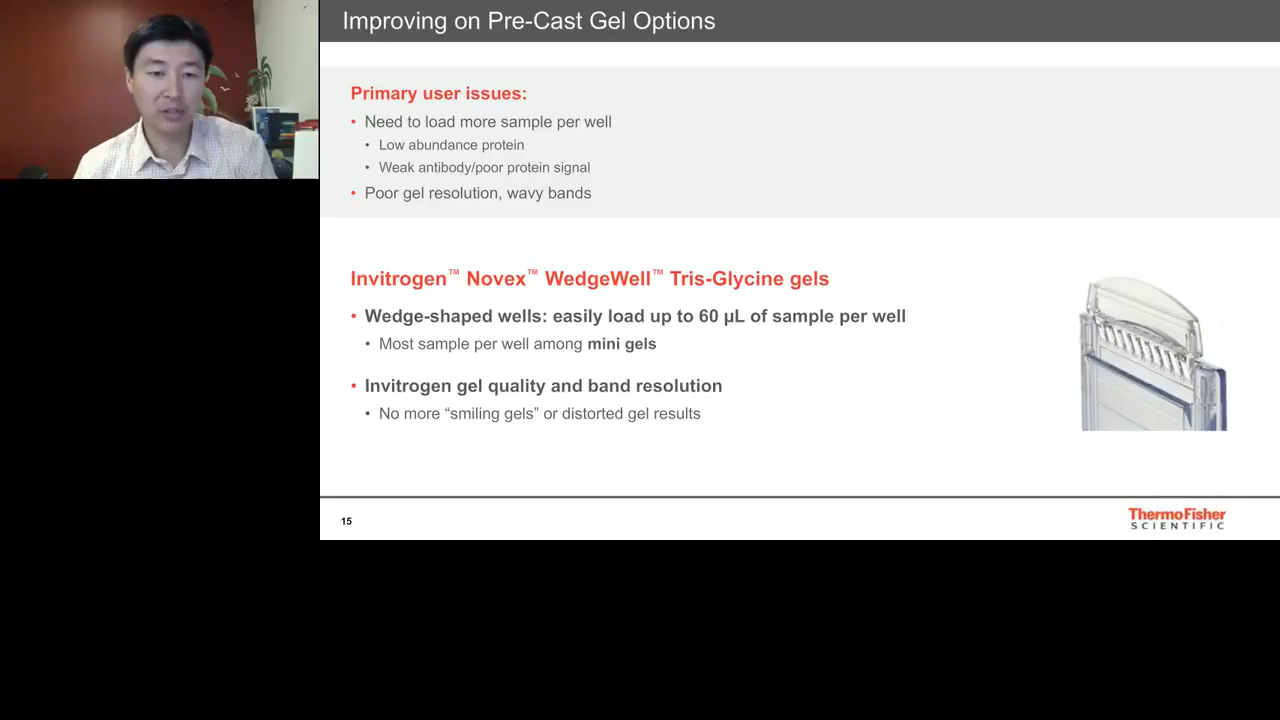 Improving on Pre-Cast Gel Options
Primary user issues:
• Need to load more sample per well
• Low abundance protein
• Weak antibody/poor protein signal
• Poor gel resolution, wavy bands
Invitrogen™ Novex™ WedgeWell™ Tris-Glycine gels
• Wedge-shaped wells: easily load up to 60 µL of sample per well
• Most sample per well among mini gels
• Invitrogen gel quality and band resolution
• No more “smiling gels” or distorted gel results
15
ThermoFisher
SCIENTIFIC